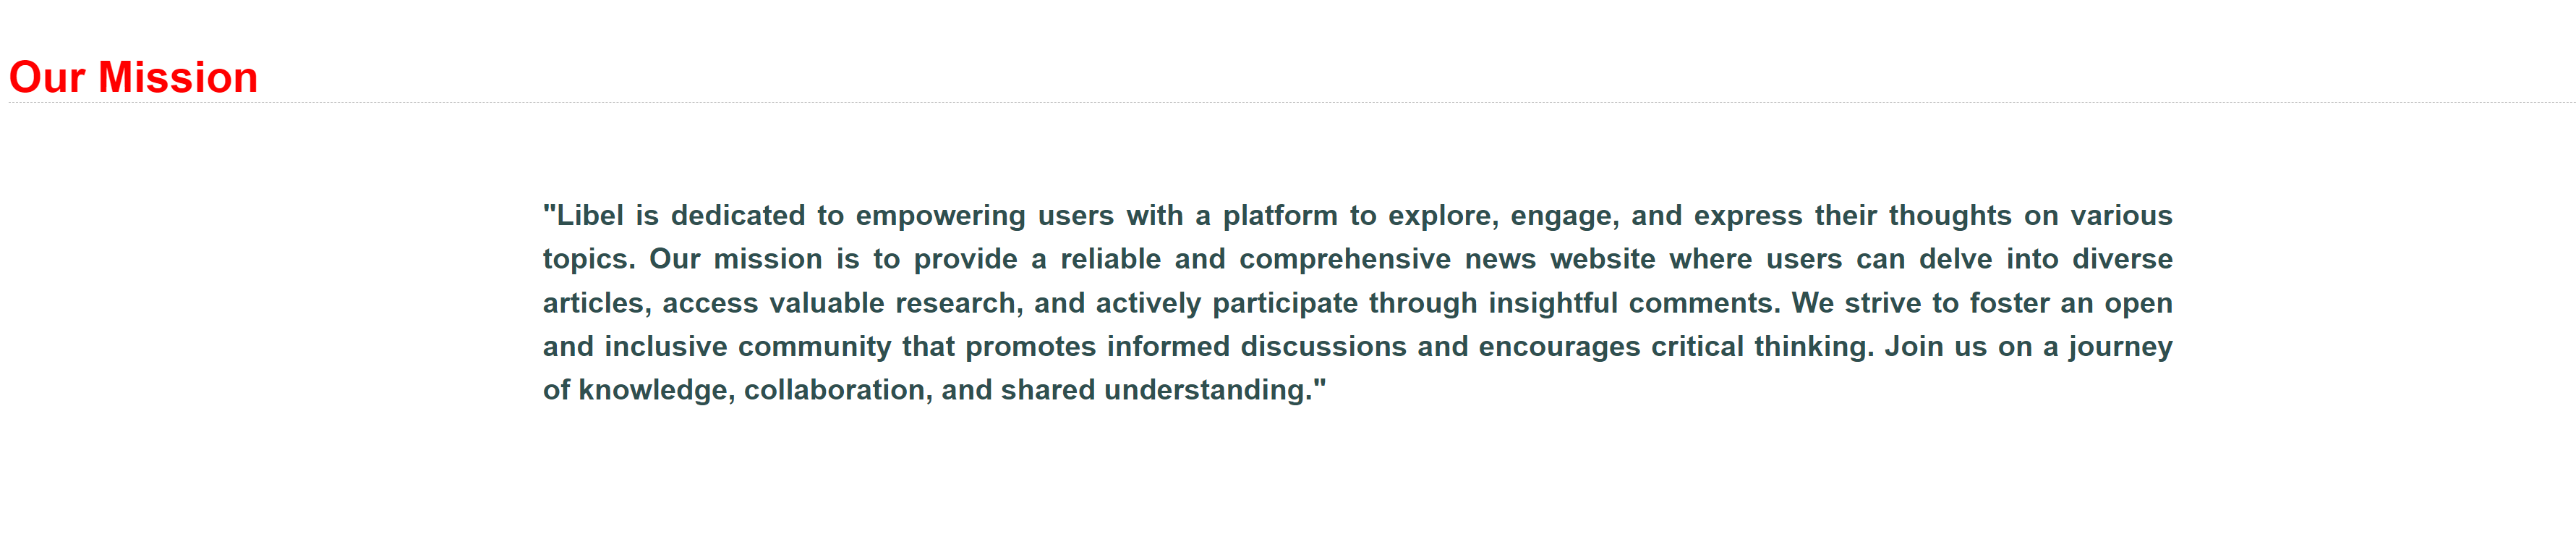 Our Mission
"Libel is dedicated to empowering users with a platform to explore, engage, and express their thoughts on various
topics. Our mission is to provide a reliable and comprehensive news website where users can delve into diverse
articles, access valuable research, and actively participate through insightful comments. We strive to foster an open
and inclusive community that promotes informed discussions and encourages critical thinking. Join us on a journey
of knowledge, collaboration, and shared understanding."